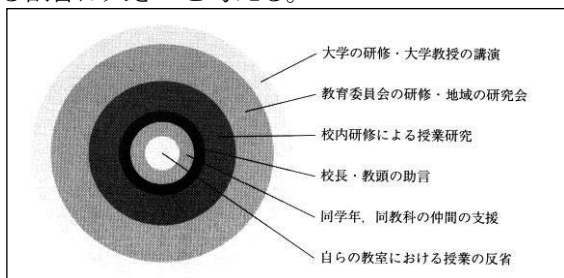 大学の研修・大学教授の講演
教育委員会の研修・地域の研究会
校内研修による授業研究
校長・教頭の助言
同学年，同教科の仲間の支援
自らの教室における授業の反省